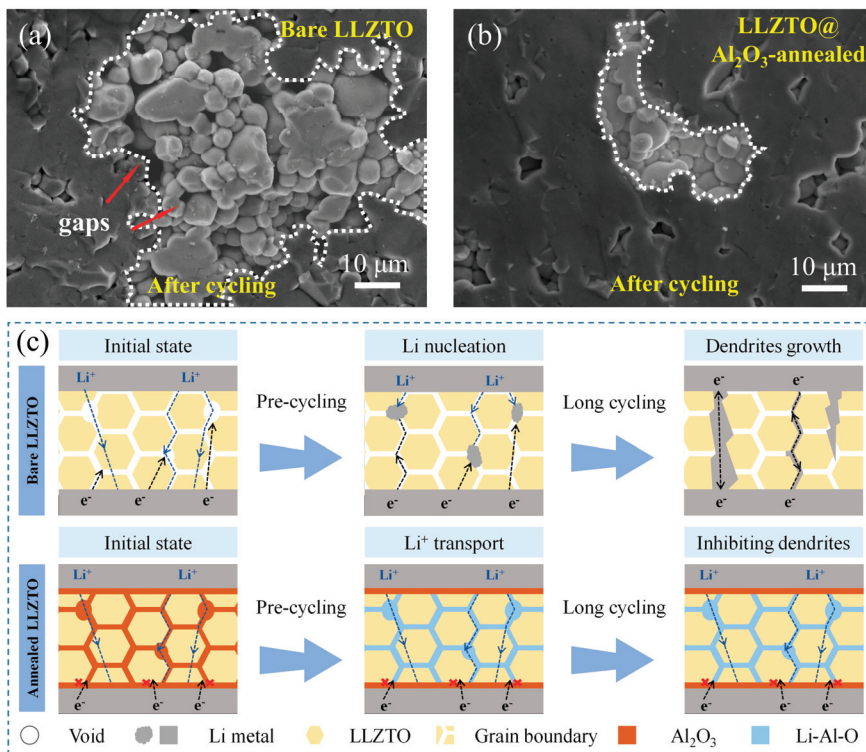 (a)
Bare LLZTO
gaps
After cycling
10 μm
(b)
LLZTO@
Al₂O₃-annealed
After cycling
10 μm
(c)
Initial state
Li nucleation
Dendrites growth
Bare LLZTO
Li⁺
Li⁺
e⁻
e⁻
e⁻
Pre-cycling
Li⁺
Li⁺
e⁻
e⁻
e⁻
Long cycling
e⁻
e⁻
e⁻
e⁻
Initial state
Li⁺ transport
Inhibiting dendrites
Annealed LLZTO
Li⁺
Li⁺
e⁻
e⁻
e⁻
Pre-cycling
Li⁺
Li⁺
e⁻
e⁻
e⁻
Long cycling
Li⁺
Li⁺
e⁻
e⁻
e⁻
Void
Li metal
LLZTO
Grain boundary
Al₂O₃
Li-Al-O